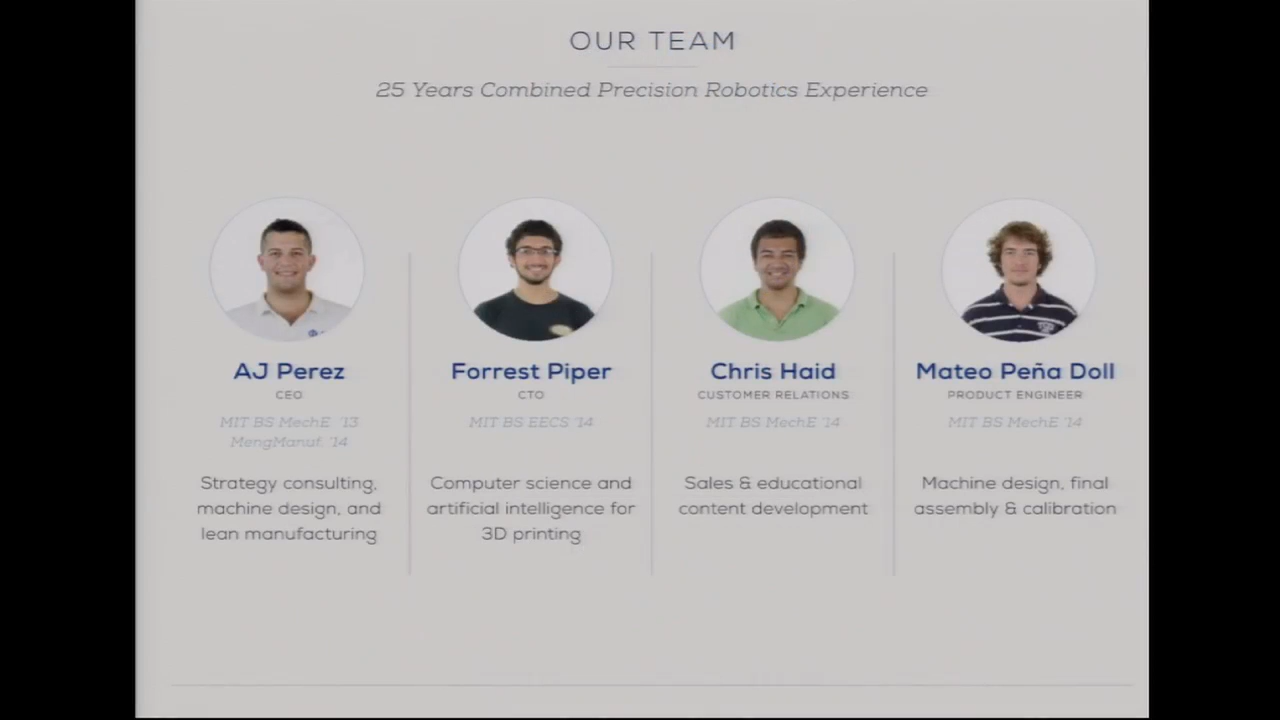 OUR TEAM
25 Years Combined Precision Robotics Experience
AJ Perez
CEO
MIT BS MechE '13
MengManuf. '14
Strategy consulting,
machine design, and
lean manufacturing
Forrest Piper
CTO
MIT BS EECS '14
Computer science and
artificial intelligence for
3D printing
Chris Haid
CUSTOMER RELATIONS
MIT BS MechE '14
Sales & educational
content development
Mateo Peña Doll
PRODUCT ENGINEER
MIT BS MechE '14
Machine design, final
assembly & calibration